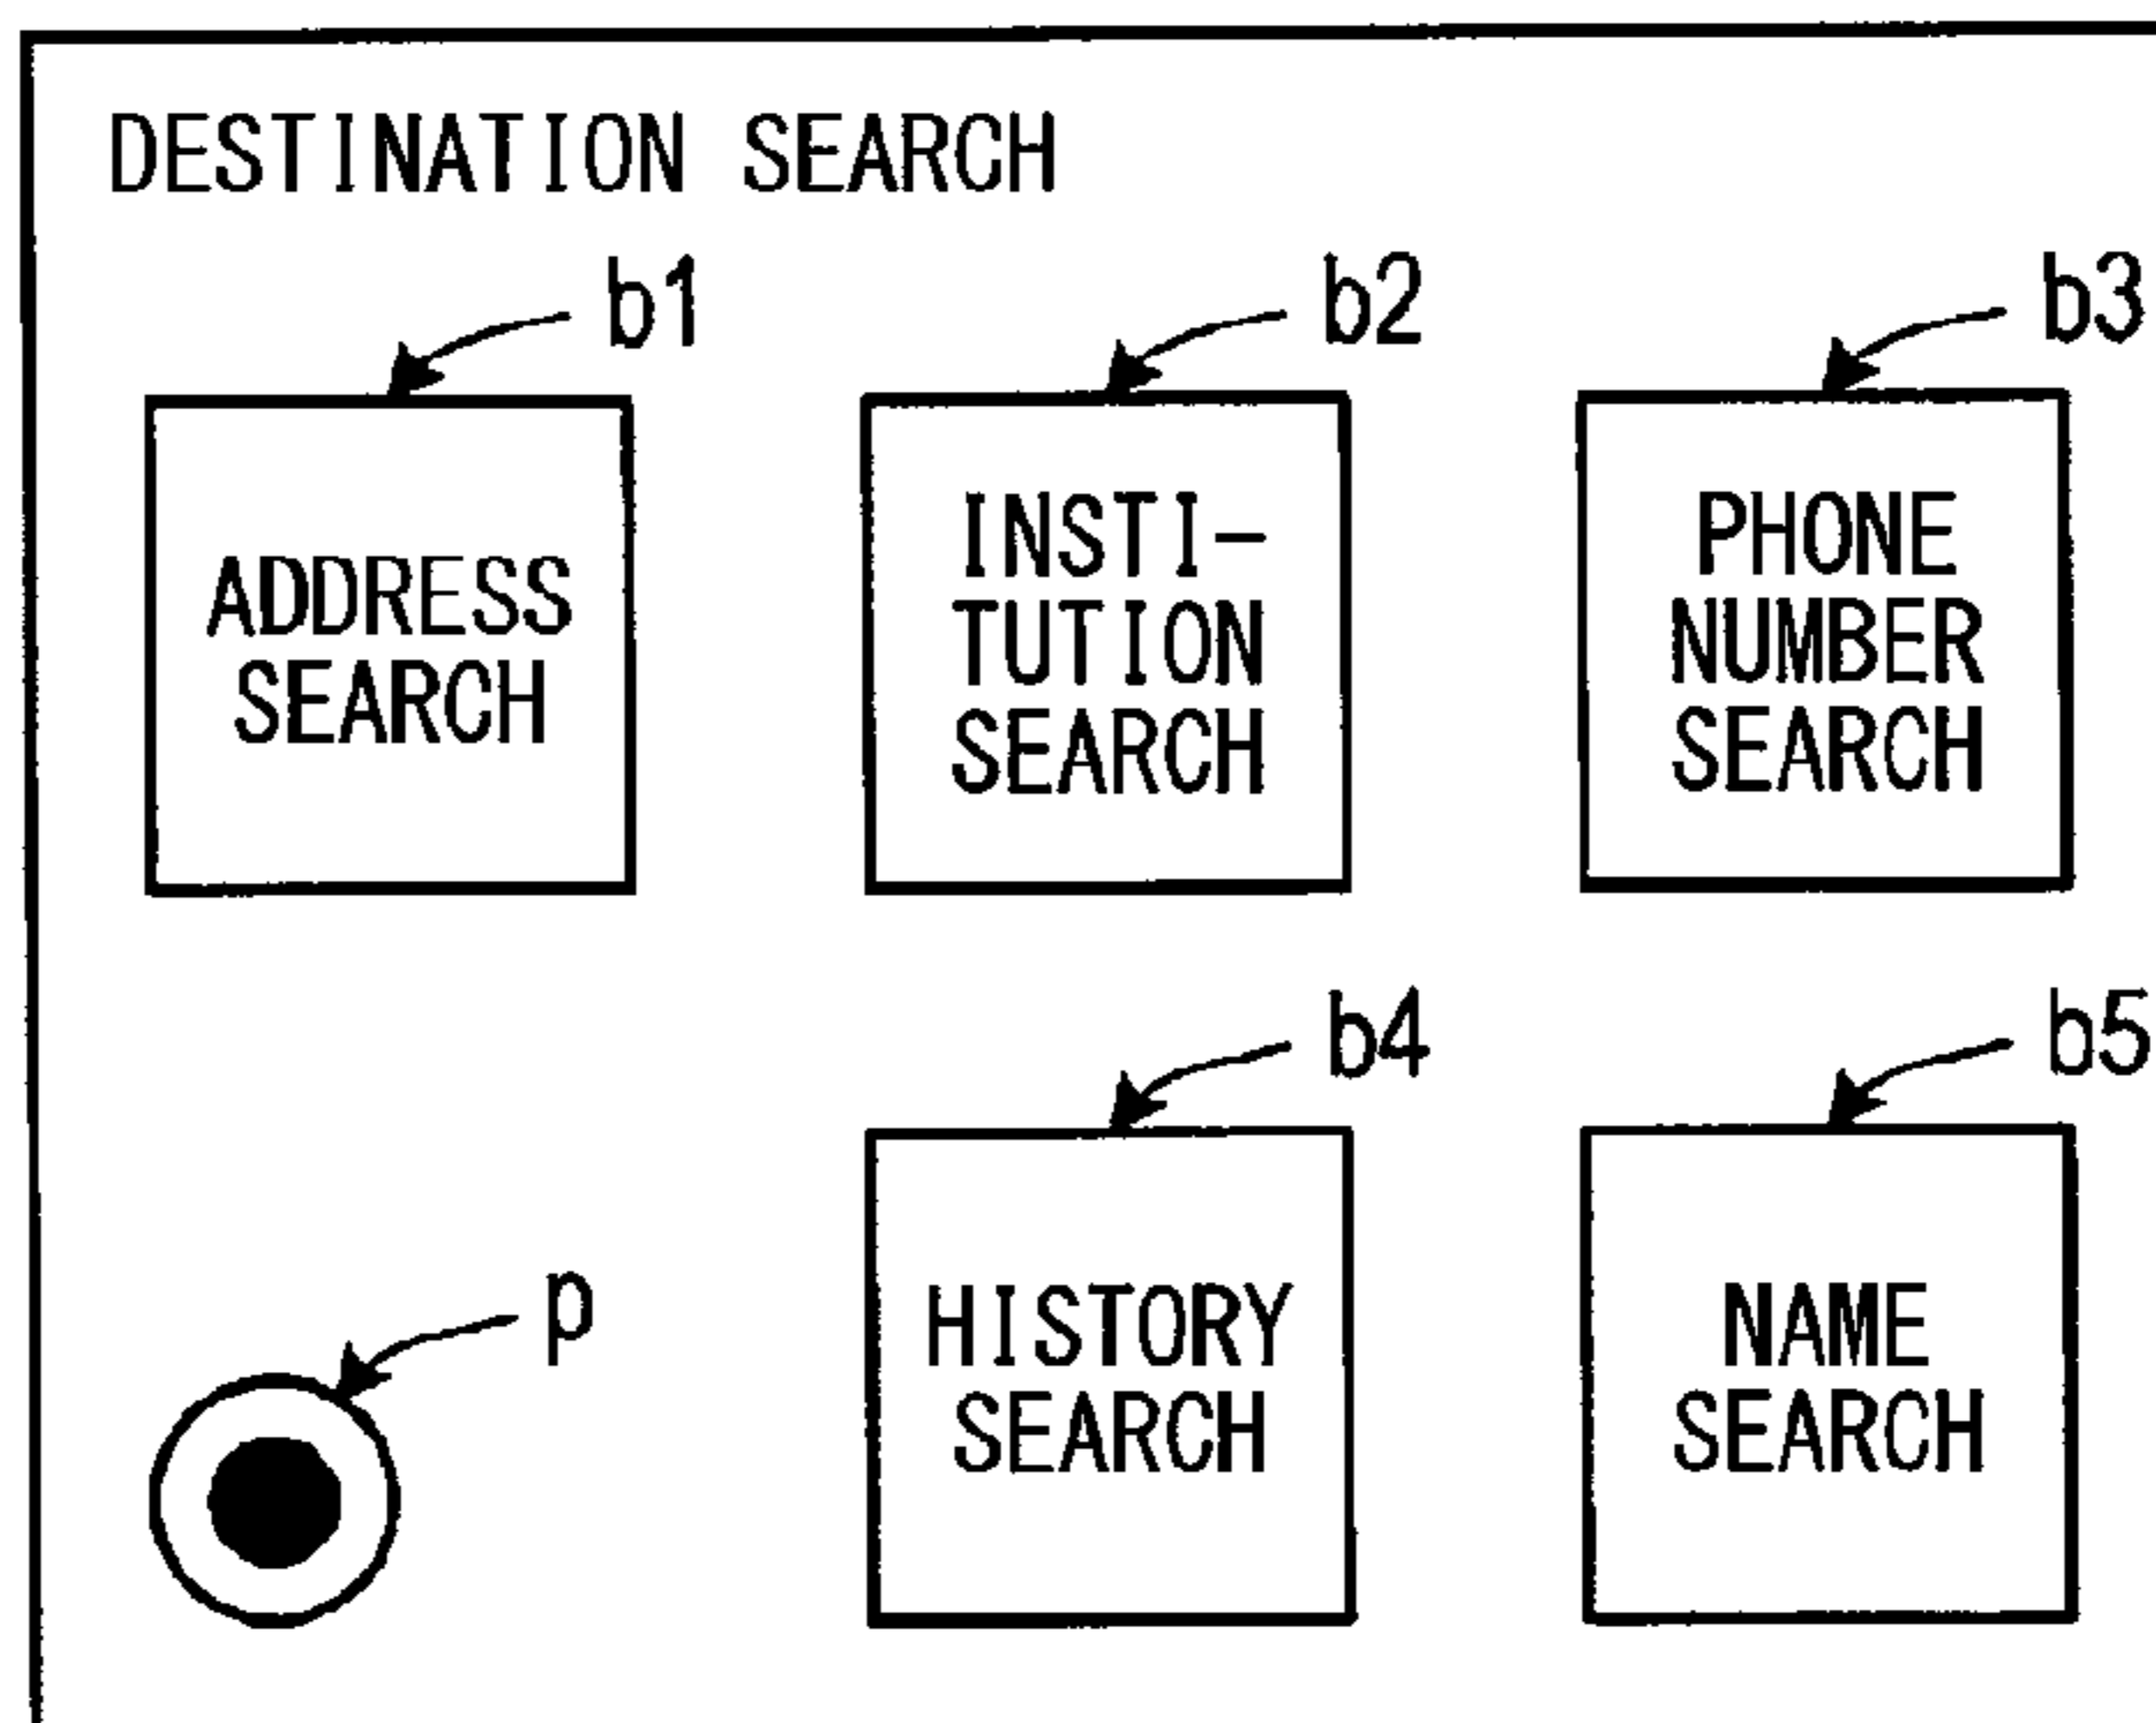 DESTINATION SEARCH
b1
b2
b3
ADDRESS
SEARCH
INSTI-
TUTION
SEARCH
PHONE
NUMBER
SEARCH
b4
b5
p
HISTORY
SEARCH
NAME
SEARCH